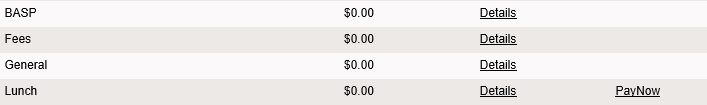 BASP $0.00 Details
Fees $0.00 Details
General $0.00 Details
Lunch $0.00 Details PayNow